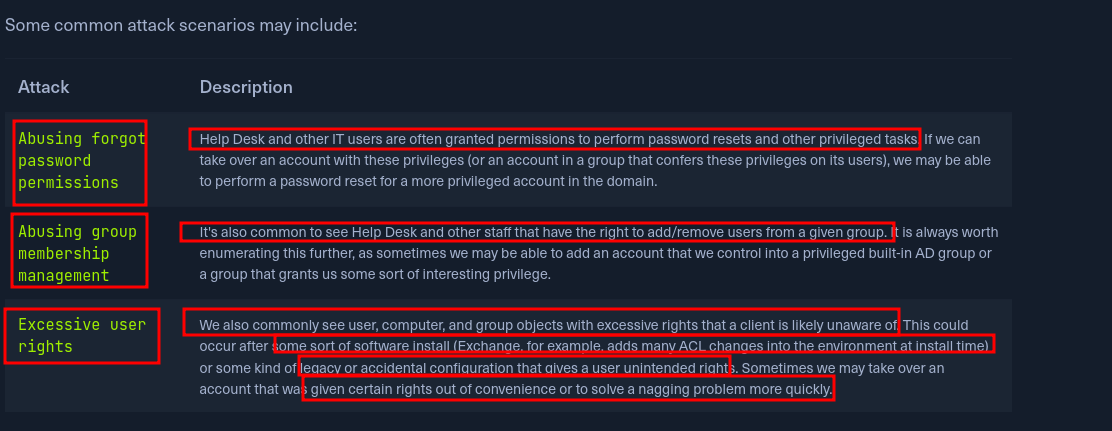 Some common attack scenarios may include:
Attack Description
Abusing forgot
password
permissions
Help Desk and other IT users are often granted permissions to perform password resets and other privileged tasks. If we can
take over an account with these privileges (or an account in a group that confers these privileges on its users), we may be able
to perform a password reset for a more privileged account in the domain.
Abusing group
membership
management
It's also common to see Help Desk and other staff that have the right to add/remove users from a given group. It is always worth
enumerating this further, as sometimes we may be able to add an account that we control into a privileged built-in AD group or
a group that grants us some sort of interesting privilege.
Excessive user
rights
We also commonly see user, computer, and group objects with excessive rights that a client is likely unaware of. This could
occur after some sort of software install (Exchange, for example, adds many ACL changes into the environment at install time)
or some kind of legacy or accidental configuration that gives a user unintended rights. Sometimes we may take over an
account that was given certain rights out of convenience or to solve a nagging problem more quickly.